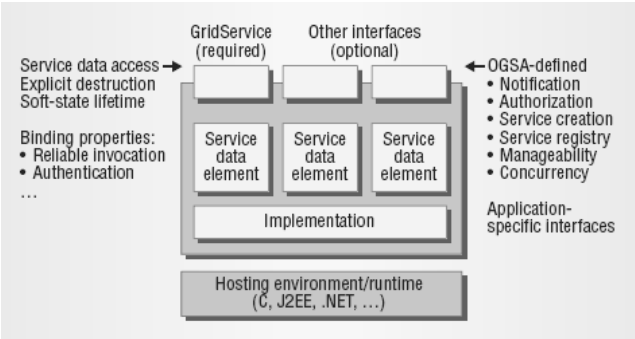 GridService
(required)
Other interfaces
(optional)
Service data access
Explicit destruction
Soft-state lifetime
Binding properties:
• Reliable invocation
• Authentication
…
Service
data
element
Service
data
element
Service
data
element
Implementation
OGSA-defined
• Notification
• Authorization
• Service creation
• Service registry
• Manageability
• Concurrency
Application-
specific interfaces
Hosting environment/runtime
(C, J2EE, .NET, …)